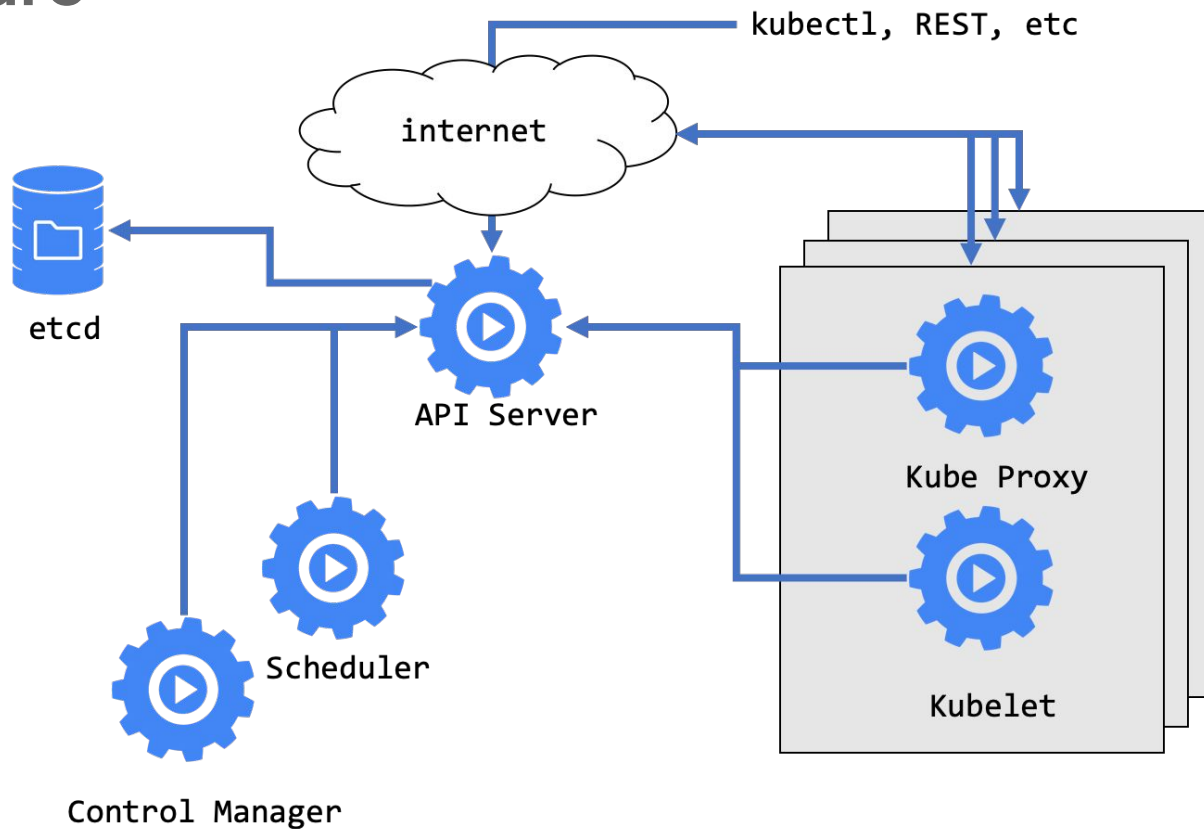 kubectl, REST, etc
internet
etcd
API Server
Kube Proxy
Scheduler
Kubelet
Control Manager